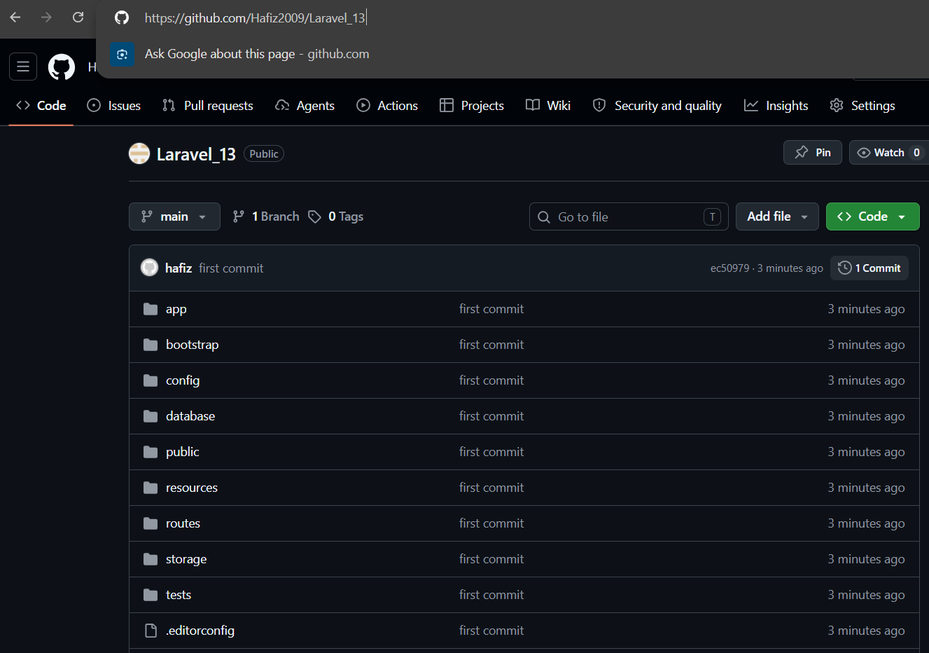 https://github.com/Hafiz2009/Laravel_13
Ask Google about this page - github.com
H
Code Issues Pull requests Agents Actions Projects Wiki Security and quality Insights Settings
Laravel_13 Public Pin Watch 0
main 1 Branch 0 Tags Go to file T Add file Code
hafiz first commit ec50979 · 3 minutes ago 1 Commit
app first commit 3 minutes ago
bootstrap first commit 3 minutes ago
config first commit 3 minutes ago
database first commit 3 minutes ago
public first commit 3 minutes ago
resources first commit 3 minutes ago
routes first commit 3 minutes ago
storage first commit 3 minutes ago
tests first commit 3 minutes ago
.editorconfig first commit 3 minutes ago